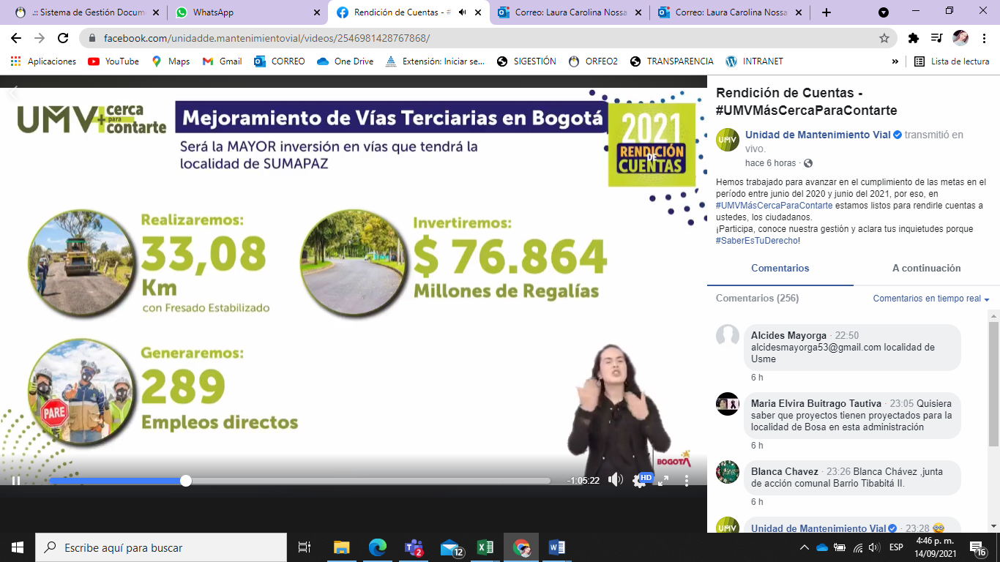 .:: Sistema de Gestión Docum
WhatsApp
Rendición de Cuentas - #
Correo: Laura Carolina Nossa
Correo: Laura Carolina Nossa
facebook.com/unidadde.mantenimientovial/videos/2546981428767868/
Aplicaciones
YouTube
Maps
Gmail
CORREO
One Drive
Extensión: Iniciar se...
SIGESTIÓN
ORFEO2
TRANSPARENCIA
INTRANET
»
Lista de lectura
UMV+ cerca para contarte
Mejoramiento de Vías Terciarias en Bogotá
Será la MAYOR inversión en vías que tendrá la
localidad de SUMAPAZ
2021
RENDICIÓN
DE
CUENTAS
Realizaremos:
33,08
Km
con Fresado Estabilizado
Invertiremos:
$ 76.864
Millones de Regalías
PARE
Generaremos:
289
Empleos directos
BOGOTÁ
-1:05:22
HD
Rendición de Cuentas -
#UMVMásCercaParaContarte
UMV
Unidad de Mantenimiento Vial transmitió en
vivo.
hace 6 horas ·
Hemos trabajado para avanzar en el cumplimiento de las metas en el
período entre junio del 2020 y junio del 2021, por eso, en
#UMVMásCercaParaContarte estamos listos para rendirle cuentas a
ustedes, los ciudadanos.
¡Participa, conoce nuestra gestión y aclara tus inquietudes porque
#SaberEsTuDerecho!
Comentarios
A continuación
Comentarios (256)
Comentarios en tiempo real
Alcides Mayorga · 22:50
alcidesmayorga53@gmail.com localidad de
Usme
6 h
Maria Elvira Buitrago Tautiva · 23:05 Quisiera
saber que proyectos tienen proyectados para la
localidad de Bosa en esta administración
6 h
Blanca Chavez · 23:26 Blanca Chávez ,junta
de acción comunal Barrio Tibabitá II.
6 h
UMV
Unidad de Mantenimiento Vial · 23:28
Escribe aquí para buscar
2
12
ESP
4:46 p. m.
14/09/2021
16